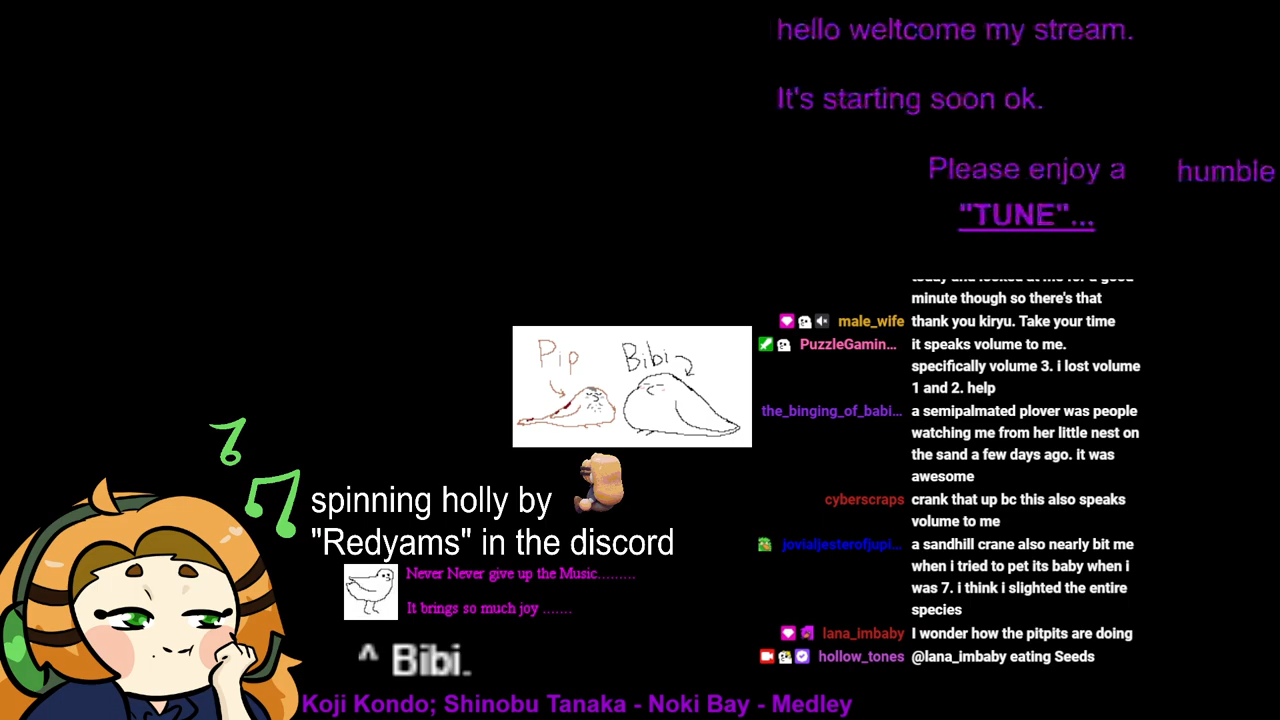 hello weltcome my stream.
It's starting soon ok.
Please enjoy a humble
"TUNE"...
minute though so there's that
male_wife thank you kiryu. Take your time
PuzzleGamin... it speaks volume to me.
specifically volume 3. i lost volume
1 and 2. help
the_binging_of_babi... a semipalmated plover was people
watching me from her little nest on
the sand a few days ago. it was
awesome
cyberscraps crank that up bc this also speaks
volume to me
jovialjesterofjupi... a sandhill crane also nearly bit me
when i tried to pet its baby when i
was 7. i think i slighted the entire
species
lana_imbaby I wonder how the pitpits are doing
hollow_tones @lana_imbaby eating Seeds
Pip Bibi
spinning holly by
"Redyams" in the discord
Never Never give up the Music.........
It brings so much joy .......
^ Bibi.
Koji Kondo; Shinobu Tanaka - Noki Bay - Medley